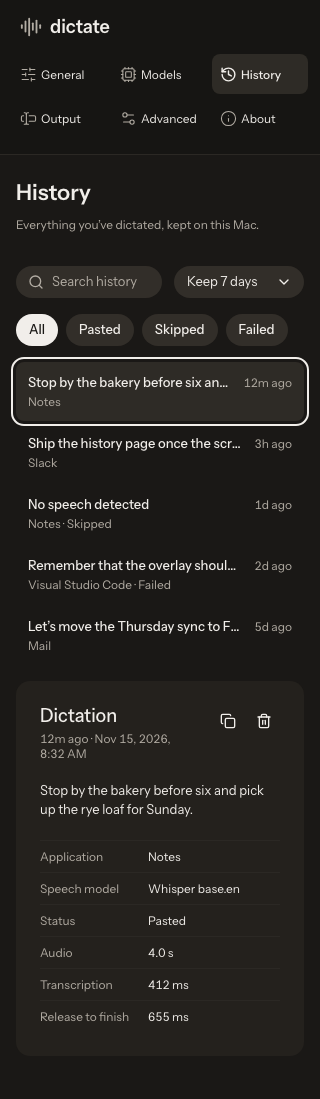 dictate
General
Models
History
Output
Advanced
About
History
Everything you've dictated, kept on this Mac.
Search history
Keep 7 days
All
Pasted
Skipped
Failed
Stop by the bakery before six an... 12m ago
Notes
Ship the history page once the scr... 3h ago
Slack
No speech detected 1d ago
Notes · Skipped
Remember that the overlay shoul... 2d ago
Visual Studio Code · Failed
Let's move the Thursday sync to F... 5d ago
Mail
Dictation
12m ago · Nov 15, 2026,
8:32 AM
Stop by the bakery before six and pick
up the rye loaf for Sunday.
Application Notes
Speech model Whisper base.en
Status Pasted
Audio 4.0 s
Transcription 412 ms
Release to finish 655 ms